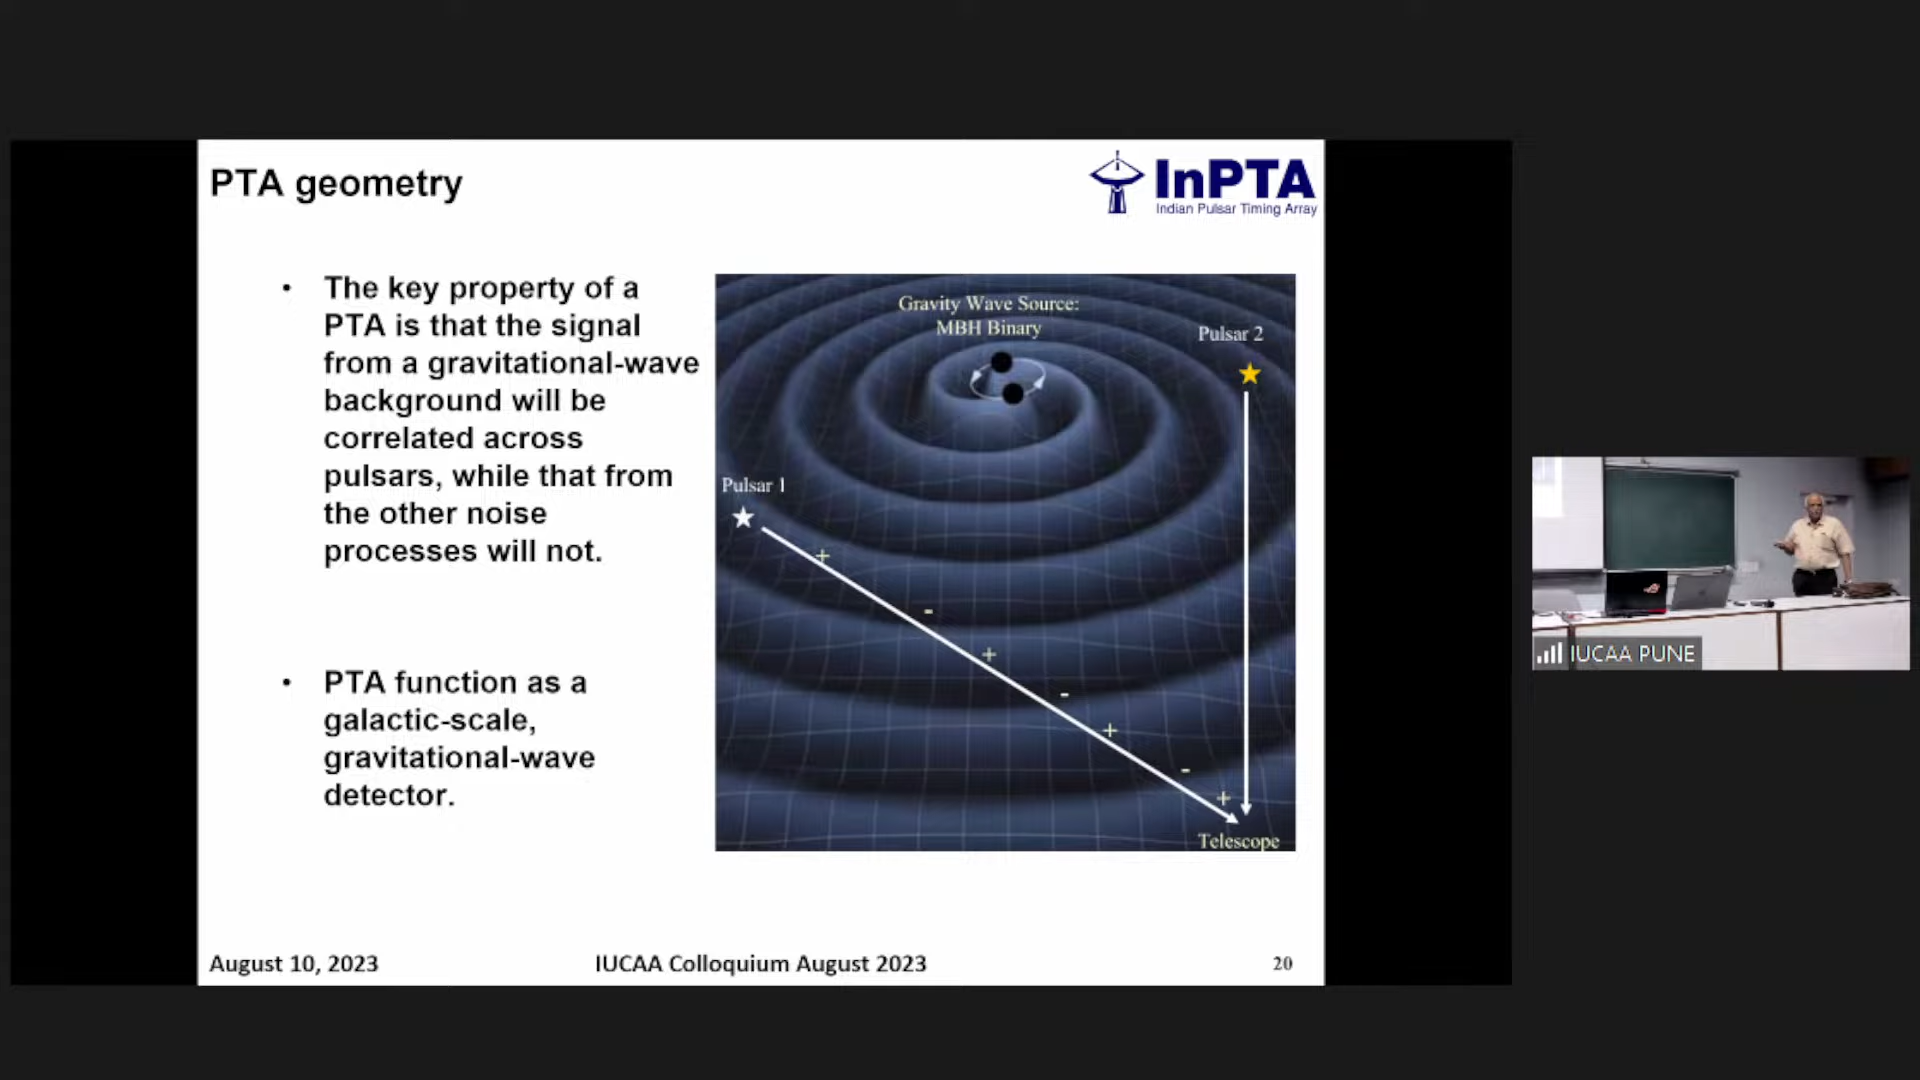 PTA geometry
InPTA
Indian Pulsar Timing Array
• The key property of a
PTA is that the signal
from a gravitational-wave
background will be
correlated across
pulsars, while that from
the other noise
processes will not.
• PTA function as a
galactic-scale,
gravitational-wave
detector.
Gravity Wave Source:
MBH Binary
Pulsar 2
Pulsar 1
+
-
+
-
+
-
+
Telescope
August 10, 2023
IUCAA Colloquium August 2023
20
IUCAA PUNE